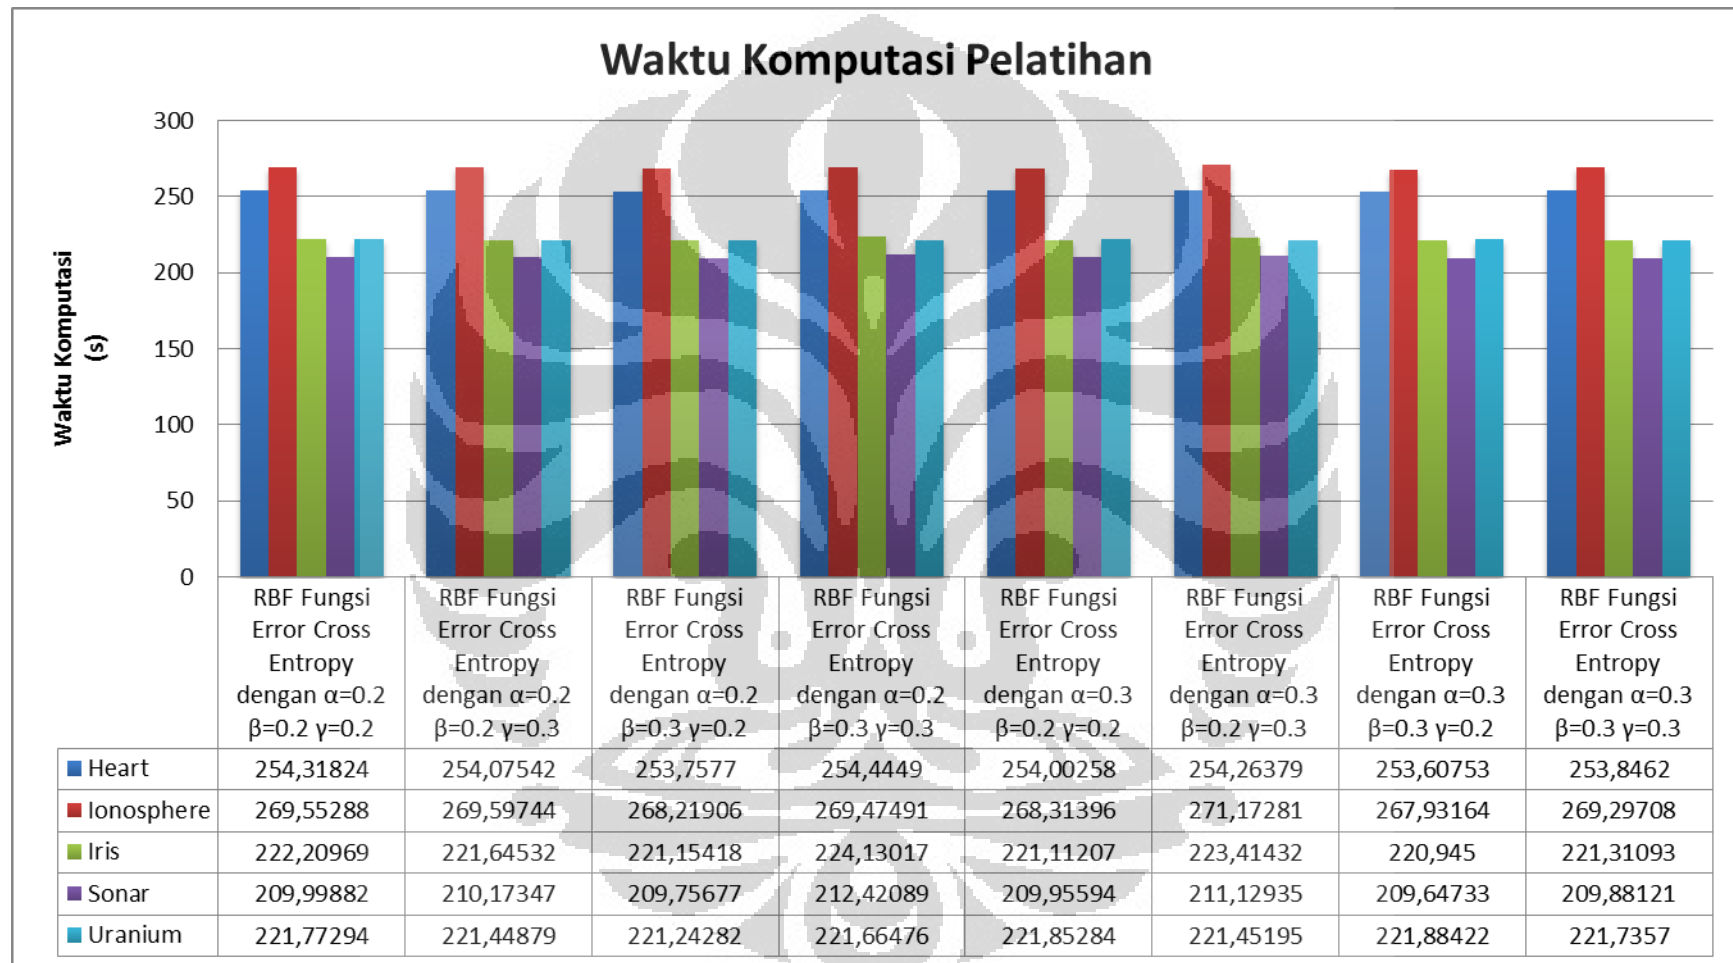 Waktu Komputasi Pelatihan
Waktu Komputasi
(s)
300
250
200
150
100
50
0
RBF Fungsi
Error Cross
Entropy
dengan α=0.2
β=0.2 γ=0.2
RBF Fungsi
Error Cross
Entropy
dengan α=0.2
β=0.2 γ=0.3
RBF Fungsi
Error Cross
Entropy
dengan α=0.2
β=0.3 γ=0.2
RBF Fungsi
Error Cross
Entropy
dengan α=0.2
β=0.3 γ=0.3
RBF Fungsi
Error Cross
Entropy
dengan α=0.3
β=0.2 γ=0.2
RBF Fungsi
Error Cross
Entropy
dengan α=0.3
β=0.2 γ=0.3
RBF Fungsi
Error Cross
Entropy
dengan α=0.3
β=0.3 γ=0.2
RBF Fungsi
Error Cross
Entropy
dengan α=0.3
β=0.3 γ=0.3
Heart 254,31824 254,07542 253,7577 254,4449 254,00258 254,26379 253,60753 253,8462
Ionosphere 269,55288 269,59744 268,21906 269,47491 268,31396 271,17281 267,93164 269,29708
Iris 222,20969 221,64532 221,15418 224,13017 221,11207 223,41432 220,945 221,31093
Sonar 209,99882 210,17347 209,75677 212,42089 209,95594 211,12935 209,64733 209,88121
Uranium 221,77294 221,44879 221,24282 221,66476 221,85284 221,45195 221,88422 221,7357